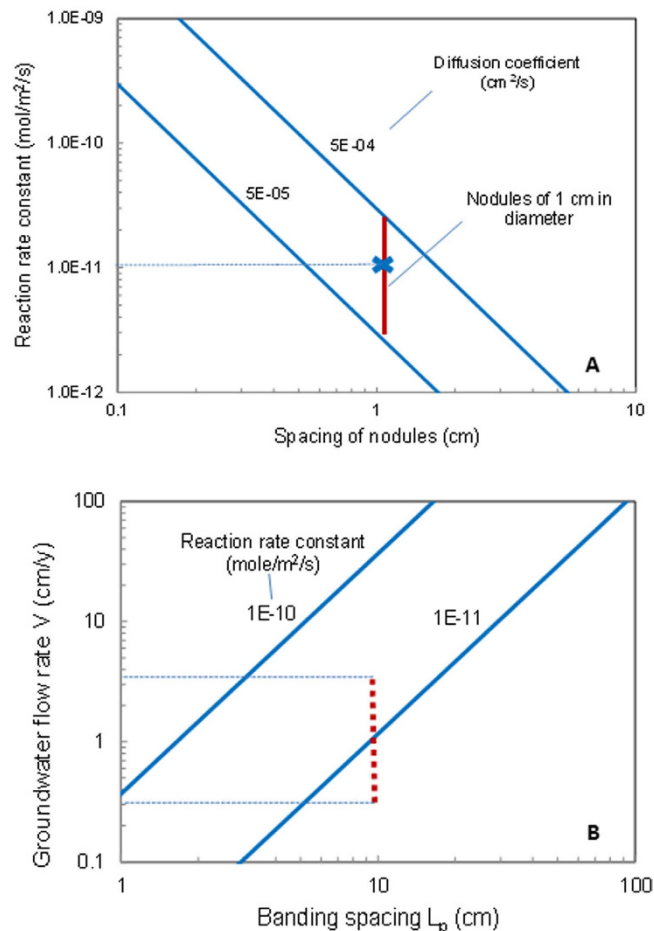 1.0E-09
1.0E-10
1.0E-11
1.0E-12
Reaction rate constant (mol/m²/s)
Diffusion coefficient
(cm²/s)
5E-04
5E-05
Nodules of 1 cm in
diameter
A
0.1
1
10
Spacing of nodules (cm)
100
10
1
0.1
Groundwater flow rate V (cm/y)
Reaction rate constant
(mole/m²/s)
1E-10
1E-11
B
1
10
100
Banding spacing Lₚ (cm)